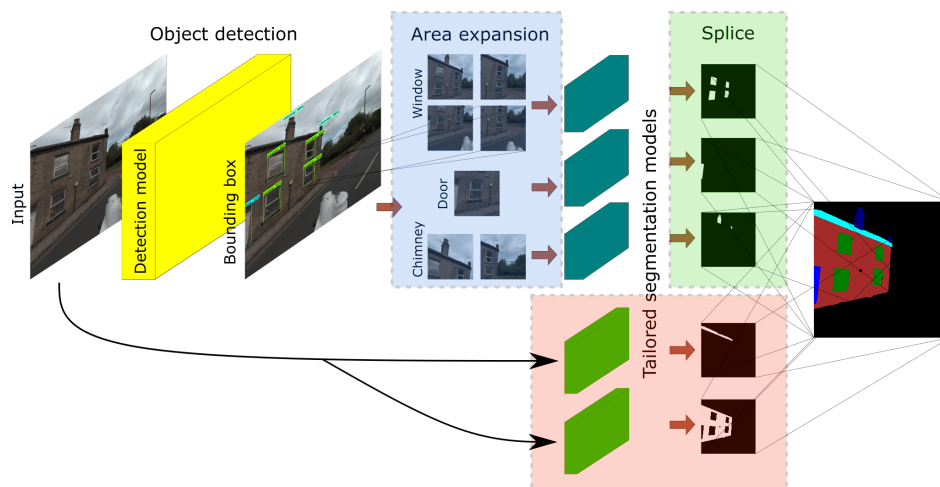 Object detection
Area expansion
Splice
Input
Detection model
Bounding box
Window
Door
Chimney
Tailored segmentation models